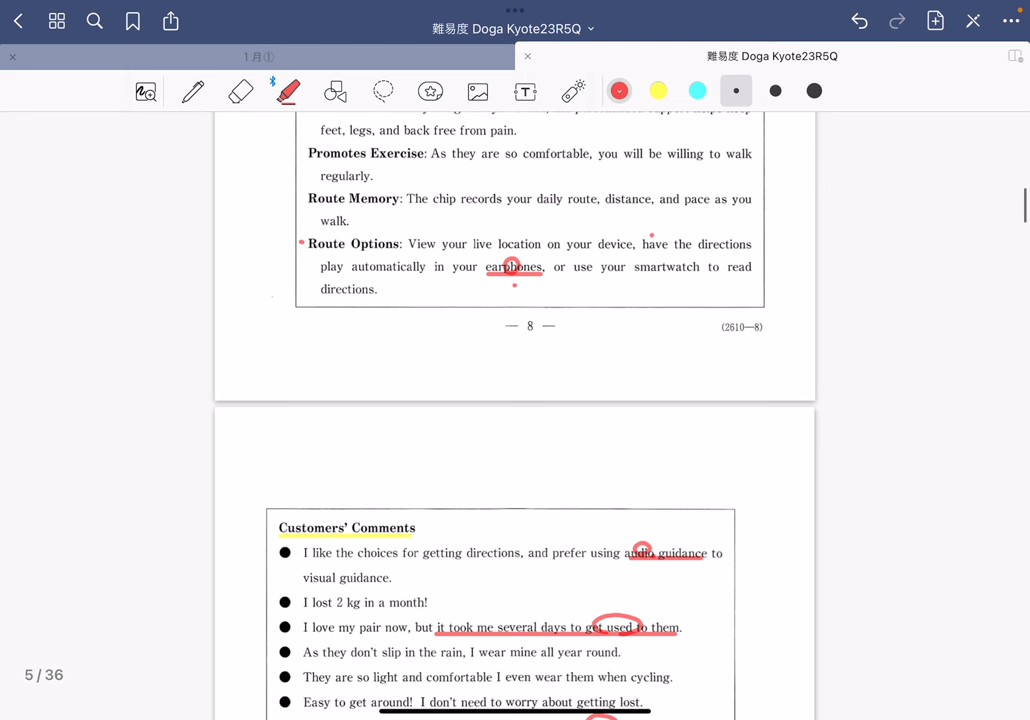 難易度 Doga Kyote23R5Q
1月①
難易度 Doga Kyote23R5Q
feet, legs, and back free from pain.
Promotes Exercise: As they are so comfortable, you will be willing to walk
regularly.
Route Memory: The chip records your daily route, distance, and pace as you
walk.
Route Options: View your live location on your device, have the directions
play automatically in your earphones, or use your smartwatch to read
directions.
— 8 —
(2610—8)
Customers' Comments
● I like the choices for getting directions, and prefer using audio guidance to
visual guidance.
● I lost 2 kg in a month!
● I love my pair now, but it took me several days to get used to them.
● As they don't slip in the rain, I wear mine all year round.
● They are so light and comfortable I even wear them when cycling.
● Easy to get around! I don't need to worry about getting lost.
5 / 36